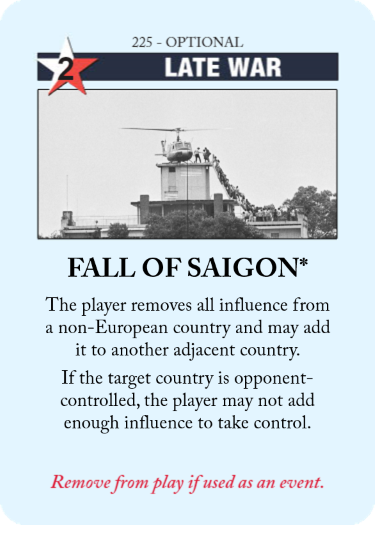 225 - OPTIONAL
2
LATE WAR
FALL OF SAIGON*
The player removes all influence from
a non-European country and may add
it to another adjacent country.
If the target country is opponent-
controlled, the player may not add
enough influence to take control.
Remove from play if used as an event.